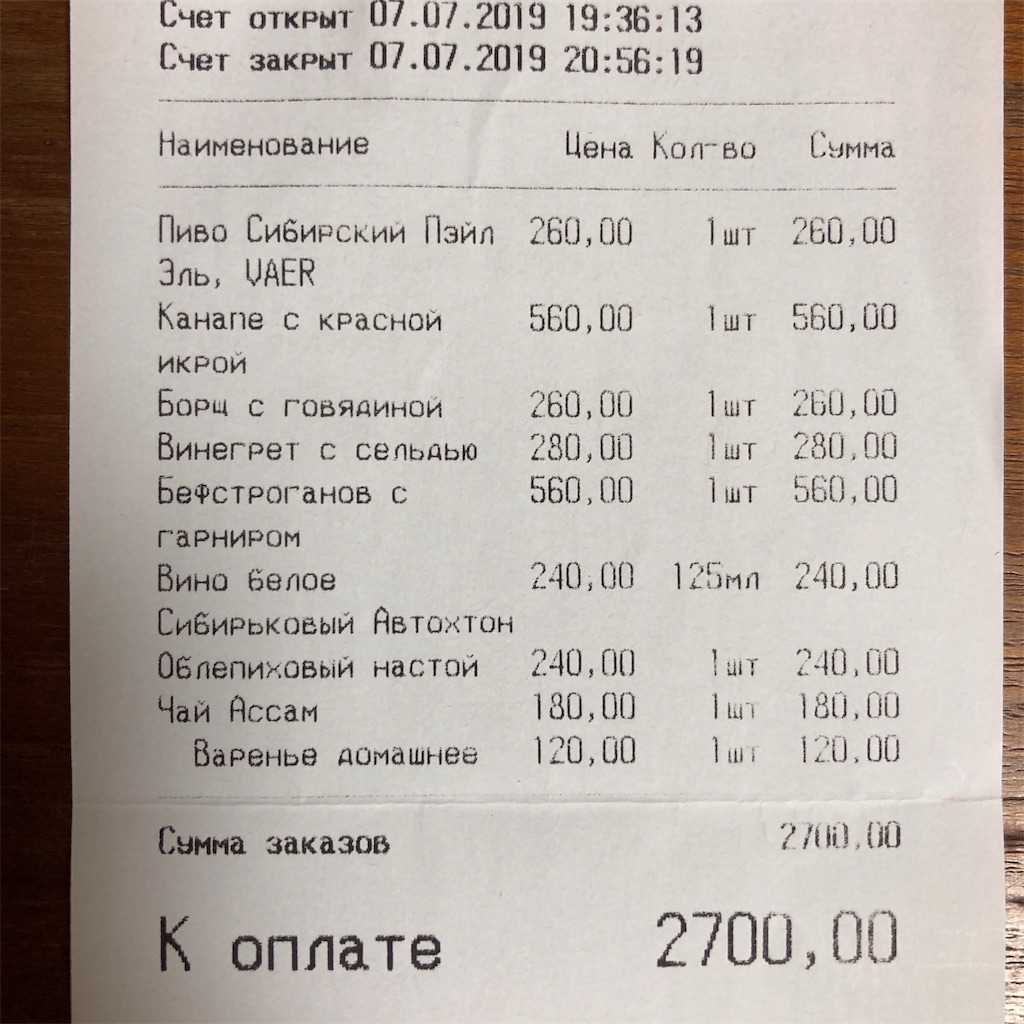 Счет открыт 07.07.2019 19:36:13
Счет закрыт 07.07.2019 20:56:19
Наименование Цена Кол-во Сумма
Пиво Сибирский Пэйл 260,00 1шт 260,00
Эль, VAER
Канапе с красной 560,00 1шт 560,00
икрой
Борщ с говядиной 260,00 1шт 260,00
Винегрет с сельдью 280,00 1шт 280,00
Бефстроганов с 560,00 1шт 560,00
гарниром
Вино белое 240,00 125мл 240,00
Сибирьковый Автохтон
Облепиховый настой 240,00 1шт 240,00
Чай Ассам 180,00 1шт 180,00
Варенье домашнее 120,00 1шт 120,00
Сумма заказов 2700,00
К оплате 2700,00